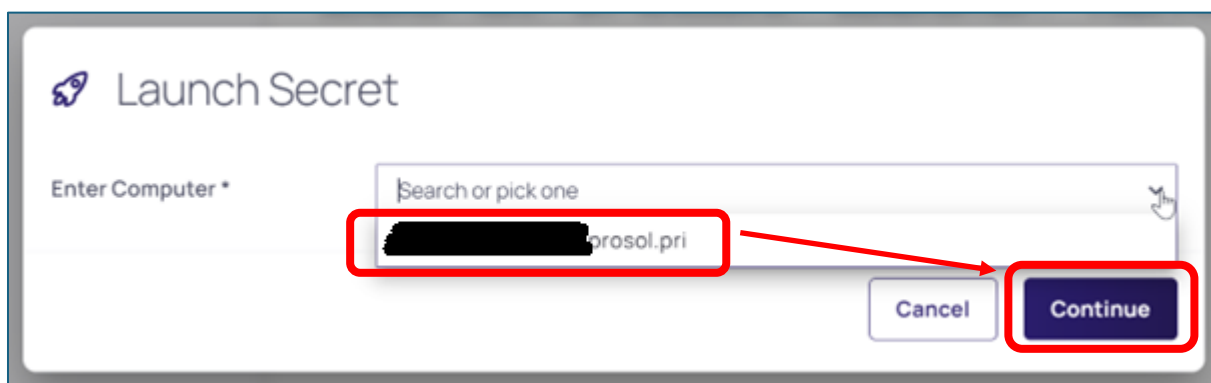 Launch Secret
Enter Computer *
Search or pick one
prosol.pri
Cancel
Continue